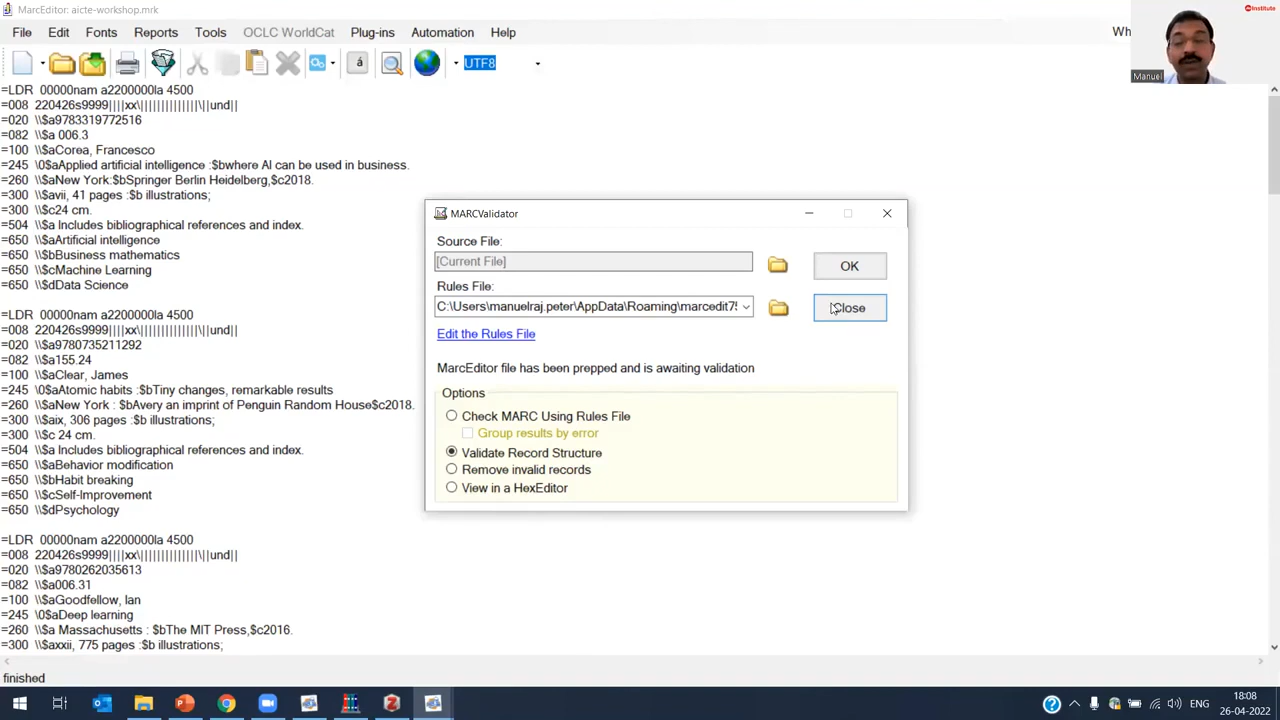 MarcEditor: aicte-workshop.mrk
Institute
File Edit Fonts Reports Tools OCLC WorldCat Plug-ins Automation Help
Wh
UTF8
Manuel
=LDR 00000nam a2200000la 4500
=008 220426s9999||||xx\||||||||||||||\||und||
=020 \\$a9783319772516
=082 \\$a 006.3
=100 \\$aCorea, Francesco
=245 \0$aApplied artificial intelligence :$bwhere AI can be used in business.
=260 \\$aNew York:$bSpringer Berlin Heidelberg,$c2018.
=300 \\$avii, 41 pages :$b illustrations;
=300 \\$c24 cm.
=504 \\$a Includes bibliographical references and index.
=650 \\$aArtificial intelligence
=650 \\$bBusiness mathematics
=650 \\$cMachine Learning
=650 \\$dData Science
=LDR 00000nam a2200000la 4500
=008 220426s9999||||xx\||||||||||||||\||und||
=020 \\$a9780735211292
=082 \\$a155.24
=100 \\$aClear, James
=245 \0$aAtomic habits :$bTiny changes, remarkable results
=260 \\$aNew York : $bAvery an imprint of Penguin Random House$c2018.
=300 \\$aix, 306 pages :$b illustrations;
=300 \\$c 24 cm.
=504 \\$a Includes bibliographical references and index.
=650 \\$aBehavior modification
=650 \\$bHabit breaking
=650 \\$cSelf-Improvement
=650 \\$dPsychology
=LDR 00000nam a2200000la 4500
=008 220426s9999||||xx\||||||||||||||\||und||
=020 \\$a9780262035613
=082 \\$a006.31
=100 \\$aGoodfellow, Ian
=245 \0$aDeep learning
=260 \\$a Massachusetts : $bThe MIT Press,$c2016.
=300 \\$axxii, 775 pages :$b illustrations;
MARCValidator
Source File:
[Current File]
OK
Rules File:
C:\Users\manuelraj.peter\AppData\Roaming\marcedit75
Close
Edit the Rules File
MarcEditor file has been prepped and is awaiting validation
Options
Check MARC Using Rules File
Group results by error
Validate Record Structure
Remove invalid records
View in a HexEditor
finished
ENG
18:08
26-04-2022